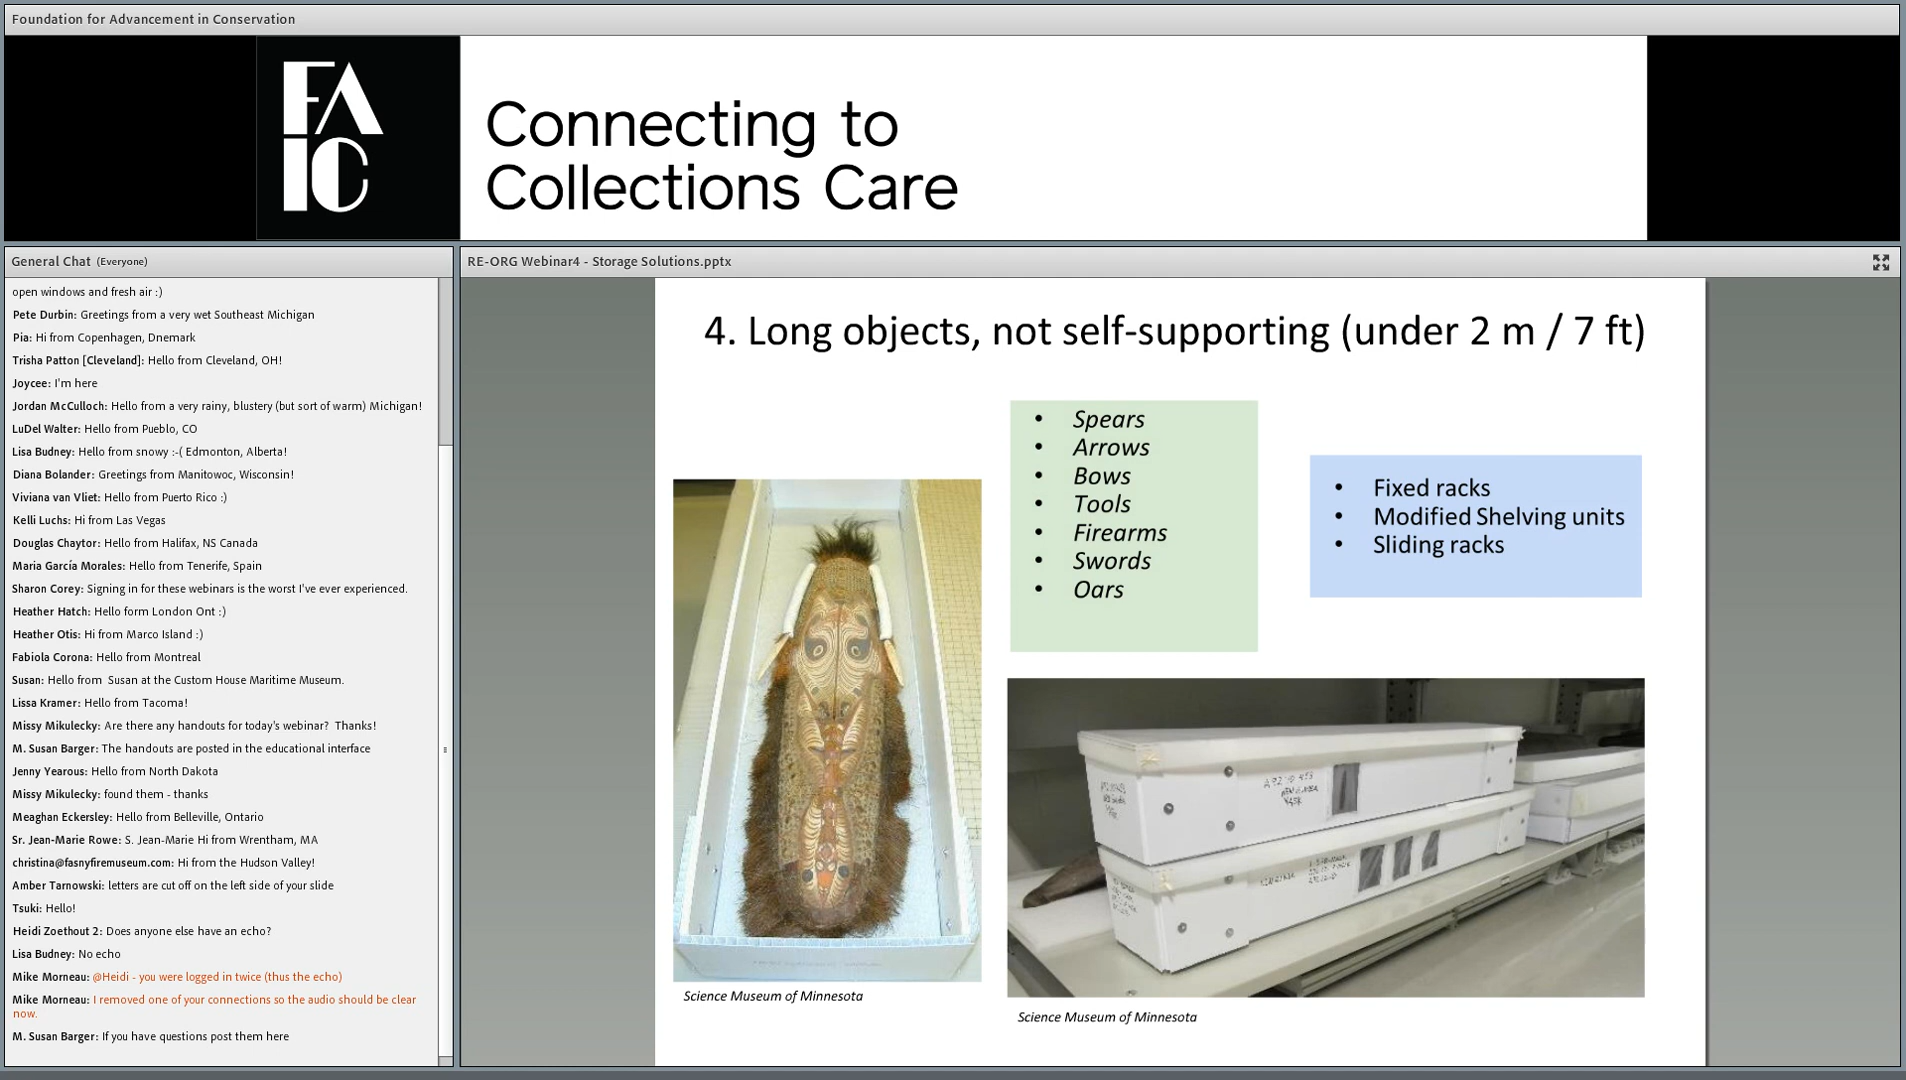 Foundation for Advancement in Conservation
FAIC
Connecting to
Collections Care
General Chat (Everyone)
open windows and fresh air :)
Pete Durbin: Greetings from a very wet Southeast Michigan
Pia: Hi from Copenhagen, Dnemark
Trisha Patton [Cleveland]: Hello from Cleveland, OH!
Joycee: I'm here
Jordan McCulloch: Hello from a very rainy, blustery (but sort of warm) Michigan!
LuDel Walter: Hello from Pueblo, CO
Lisa Budney: Hello from snowy :-( Edmonton, Alberta!
Diana Bolander: Greetings from Manitowoc, Wisconsin!
Viviana van Vliet: Hello from Puerto Rico :)
Kelli Luchs: Hi from Las Vegas
Douglas Chaytor: Hello from Halifax, NS Canada
Maria García Morales: Hello from Tenerife, Spain
Sharon Corey: Signing in for these webinars is the worst I've ever experienced.
Heather Hatch: Hello form London Ont :)
Heather Otis: Hi from Marco Island :)
Fabiola Corona: Hello from Montreal
Susan: Hello from  Susan at the Custom House Maritime Museum.
Lissa Kramer: Hello from Tacoma!
Missy Mikulecky: Are there any handouts for today's webinar?  Thanks!
M. Susan Barger: The handouts are posted in the educational interface
Jenny Yearous: Hello from North Dakota
Missy Mikulecky: found them - thanks
Meaghan Eckersley: Hello from Belleville, Ontario
Sr. Jean-Marie Rowe: S. Jean-Marie Hi from Wrentham, MA
christina@fasnyfiremuseum.com: Hi from the Hudson Valley!
Amber Tarnowski: letters are cut off on the left side of your slide
Tsuki: Hello!
Heidi Zoethout 2: Does anyone else have an echo?
Lisa Budney: No echo
Mike Morneau: @Heidi - you were logged in twice (thus the echo)
Mike Morneau: I removed one of your connections so the audio should be clear
now.
M. Susan Barger: If you have questions post them here
RE-ORG Webinar4 - Storage Solutions.pptx
4. Long objects, not self-supporting (under 2 m / 7 ft)
• Spears
• Arrows
• Bows
• Tools
• Firearms
• Swords
• Oars
• Fixed racks
• Modified Shelving units
• Sliding racks
Science Museum of Minnesota
Science Museum of Minnesota